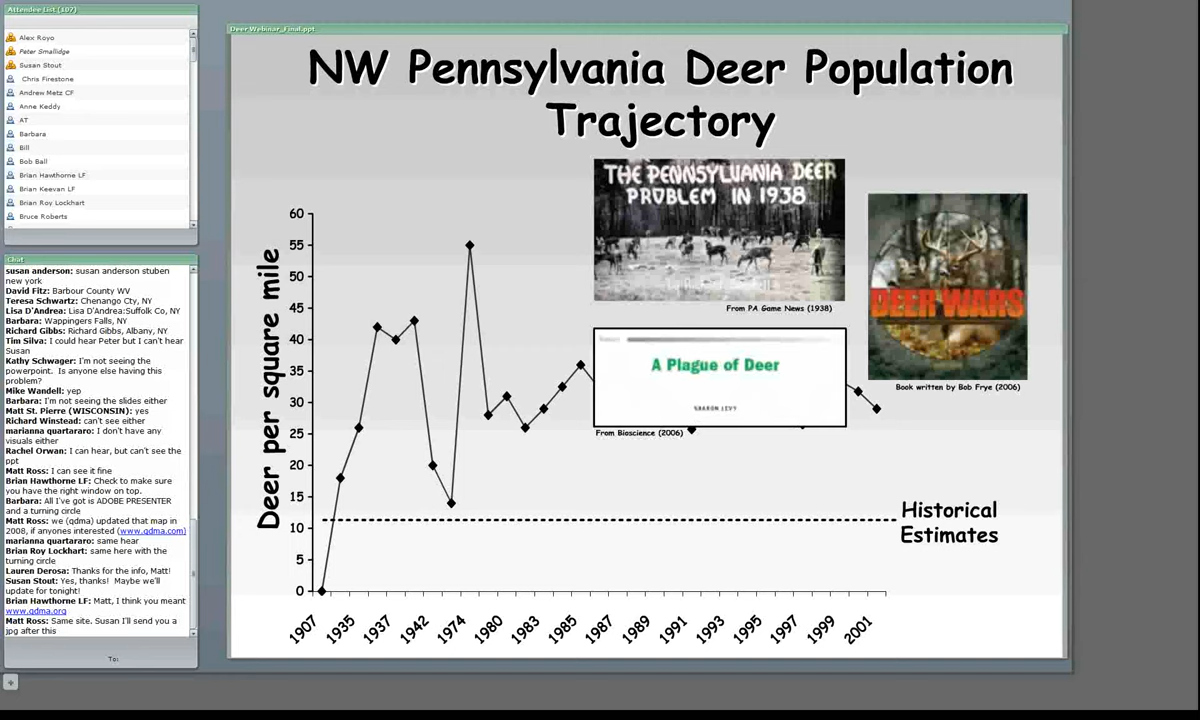 Attendee List (107)
Alex Royo
Peter Smallidge
Susan Stout
Chris Firestone
Andrew Metz CF
Anne Keddy
AT
Barbara
Bill
Bob Ball
Brian Hawthorne LF
Brian Keevan LF
Brian Roy Lockhart
Bruce Roberts
Chat
susan anderson: susan anderson stuben
new york
David Fitz: Barbour County WV
Teresa Schwartz: Chenango Cty, NY
Lisa D'Andrea: Lisa D'Andrea:Suffolk Co, NY
Barbara: Wappingers Falls, NY
Richard Gibbs: Richard Gibbs, Albany, NY
Tim Silva: I could hear Peter but I can't hear
Susan
Kathy Schwager: I'm not seeing the
powerpoint. Is anyone else having this
problem?
Mike Wandell: yep
Barbara: I'm not seeing the slides either
Matt St. Pierre (WISCONSIN): yes
Richard Winstead: can't see either
marianna quartararo: I don't have any
visuals either
Rachel Orwan: I can hear, but can't see the
ppt
Matt Ross: I can see it fine
Brian Hawthorne LF: Check to make sure
you have the right window on top.
Barbara: All I've got is ADOBE PRESENTER
and a turning circle
Matt Ross: we (qdma) updated that map in
2008, if anyones interested (www.qdma.com)
marianna quartararo: same hear
Brian Roy Lockhart: same here with the
turning circle
Lauren Derosa: Thanks for the info, Matt!
Susan Stout: Yes, thanks! Maybe we'll
update for tonight!
Brian Hawthorne LF: Matt, I think you meant
www.qdma.org
Matt Ross: Same site. Susan I'll send you a
jpg after this
To:
Deer Webinar_Final.ppt
NW Pennsylvania Deer Population
Trajectory
THE PENNSYLVANIA DEER
PROBLEM IN 1938
From PA Game News (1938)
DEER WARS
Book written by Bob Frye (2006)
A Plague of Deer
SHARON LEVY
From Bioscience (2006)
Deer per square mile
60
55
50
45
40
35
30
25
20
15
10
5
0
Historical
Estimates
1907
1935
1937
1942
1974
1980
1983
1985
1987
1989
1991
1993
1995
1997
1999
2001